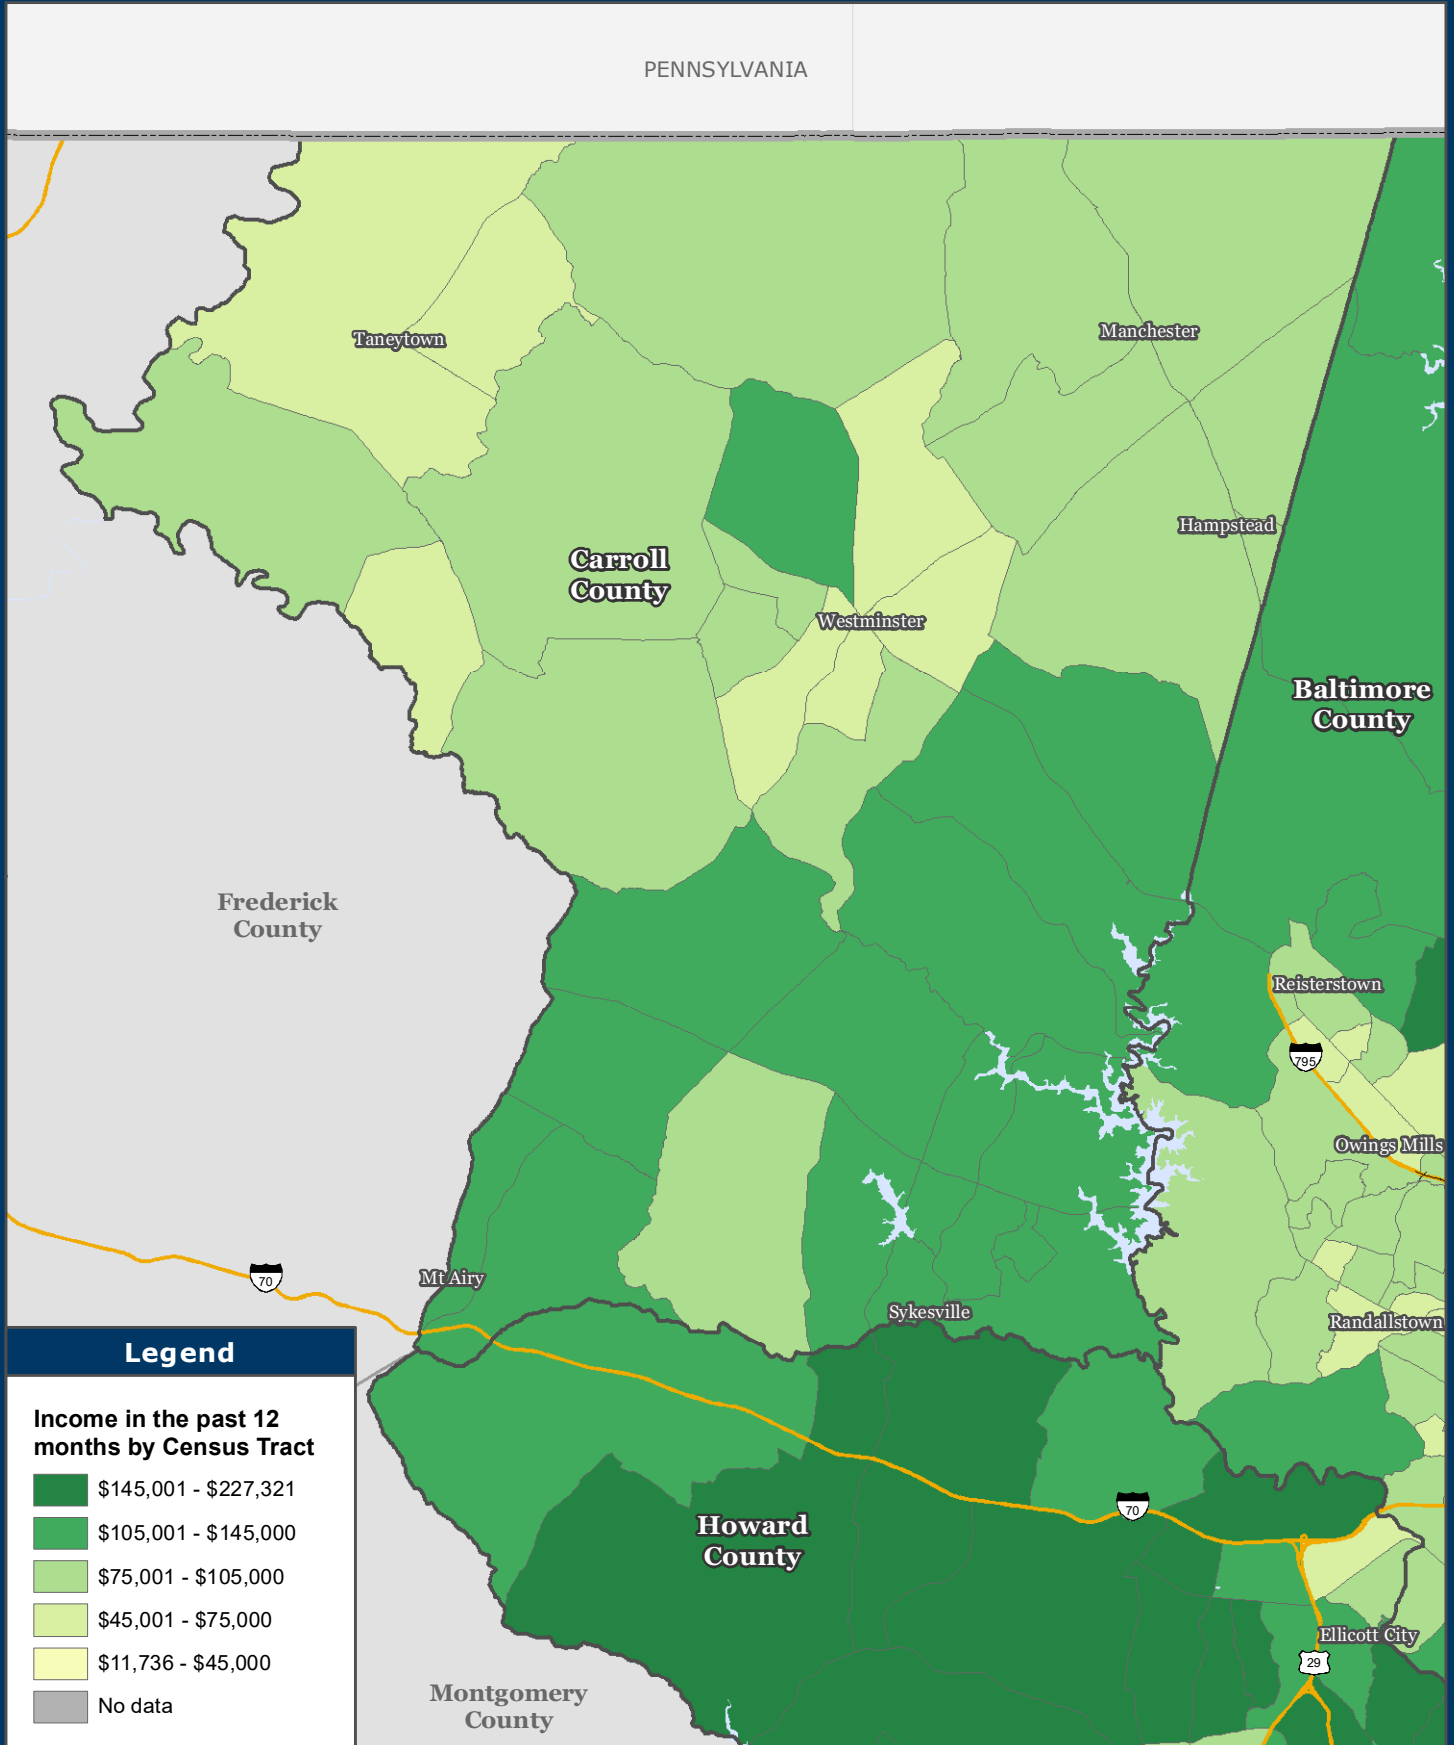 PENNSYLVANIA
Taneytown
Manchester
Hampstead
Carroll
County
Westminster
Baltimore
County
Frederick
County
Reisterstown
795
Owings Mills
70
Mt Airy
Sykesville
Randallstown
Howard
County
70
Ellicott City
29
Montgomery
County
Legend
Income in the past 12
months by Census Tract
$145,001 - $227,321
$105,001 - $145,000
$75,001 - $105,000
$45,001 - $75,000
$11,736 - $45,000
No data